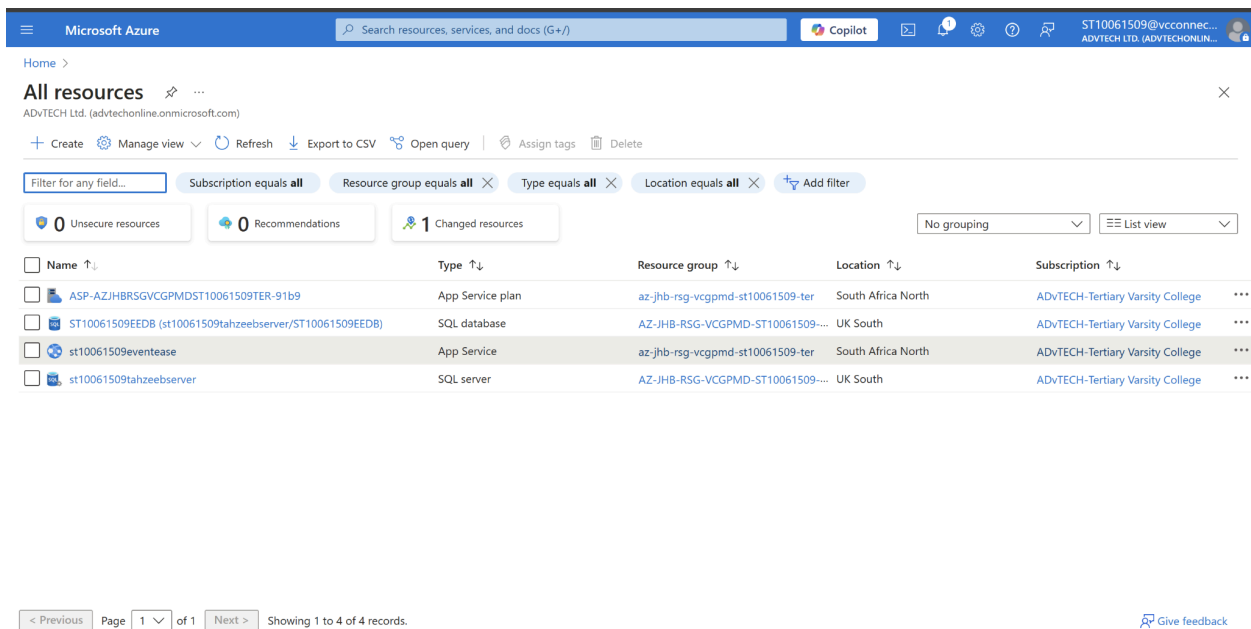 Microsoft Azure Search resources, services, and docs (G+/) Copilot 1 ST10061509@vcconnec...
ADVTECH LTD. (ADVTECHONLIN...
Home >
All resources ...
ADvTECH Ltd. (advtechonline.onmicrosoft.com)
+ Create Manage view Refresh Export to CSV Open query Assign tags Delete
Filter for any field... Subscription equals all Resource group equals all Type equals all Location equals all Add filter
0 Unsecure resources 0 Recommendations 1 Changed resources No grouping List view
Name Type Resource group Location Subscription
ASP-AZJHBRSGVCGPMDST10061509TER-91b9 App Service plan az-jhb-rsg-vcgpmd-st10061509-ter South Africa North ADvTECH-Tertiary Varsity College ...
ST10061509EEDB (st10061509tahzeebserver/ST10061509EEDB) SQL database AZ-JHB-RSG-VCGPMD-ST10061509-... UK South ADvTECH-Tertiary Varsity College ...
st10061509eventease App Service az-jhb-rsg-vcgpmd-st10061509-ter South Africa North ADvTECH-Tertiary Varsity College ...
st10061509tahzeebserver SQL server AZ-JHB-RSG-VCGPMD-ST10061509-... UK South ADvTECH-Tertiary Varsity College ...
< Previous Page 1 of 1 Next > Showing 1 to 4 of 4 records. Give feedback